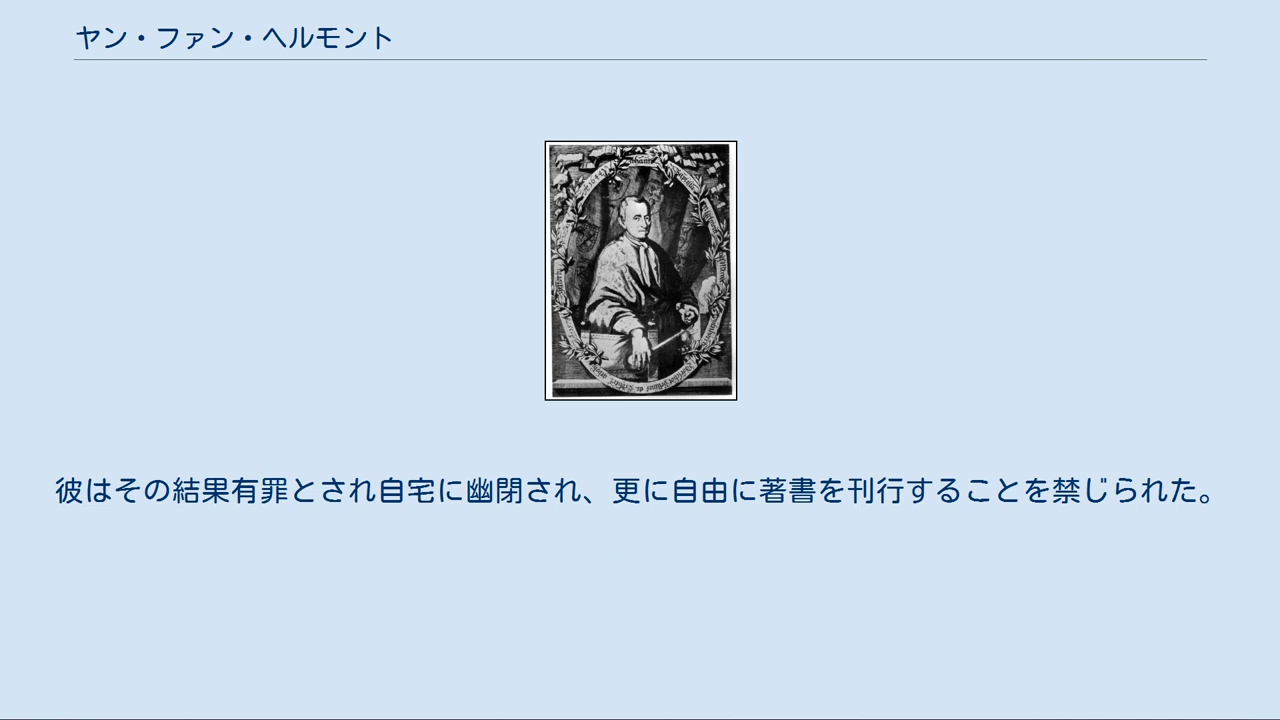 ヤン・ファン・ヘルモント
彼はその結果有罪とされ自宅に幽閉され、更に自由に著書を刊行することを禁じられた。